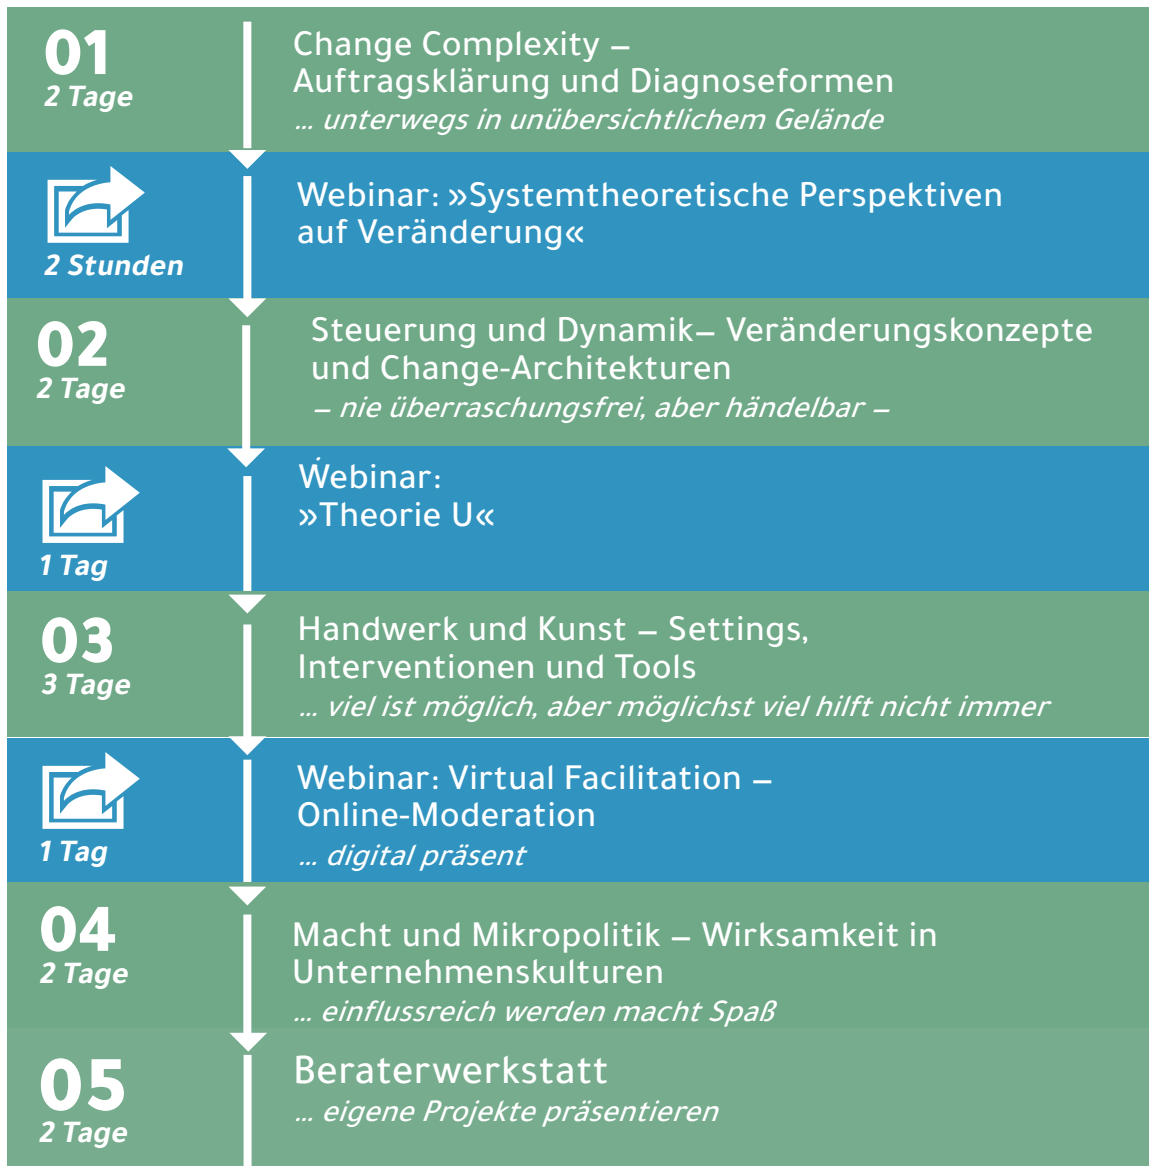 01
2 Tage
Change Complexity –
Auftragsklärung und Diagnoseformen
... unterwegs in unübersichtlichem Gelände
2 Stunden
Webinar: »Systemtheoretische Perspektiven
auf Veränderung«
02
2 Tage
Steuerung und Dynamik– Veränderungskonzepte
und Change-Architekturen
– nie überraschungsfrei, aber händelbar –
1 Tag
Webinar:
»Theorie U«
03
3 Tage
Handwerk und Kunst – Settings,
Interventionen und Tools
... viel ist möglich, aber möglichst viel hilft nicht immer
1 Tag
Webinar: Virtual Facilitation –
Online-Moderation
... digital präsent
04
2 Tage
Macht und Mikropolitik – Wirksamkeit in
Unternehmenskulturen
... einflussreich werden macht Spaß
05
2 Tage
Beraterwerkstatt
... eigene Projekte präsentieren